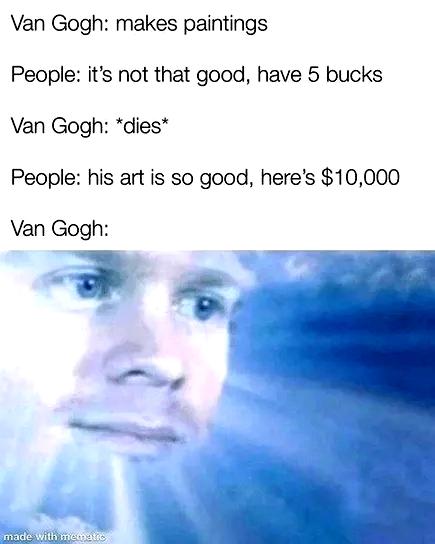 Van Gogh: makes paintings
People: it’s not that good, have 5 bucks
Van Gogh: *dies*
People: his art is so good, here’s $10,000
Van Gogh:
made with mematic